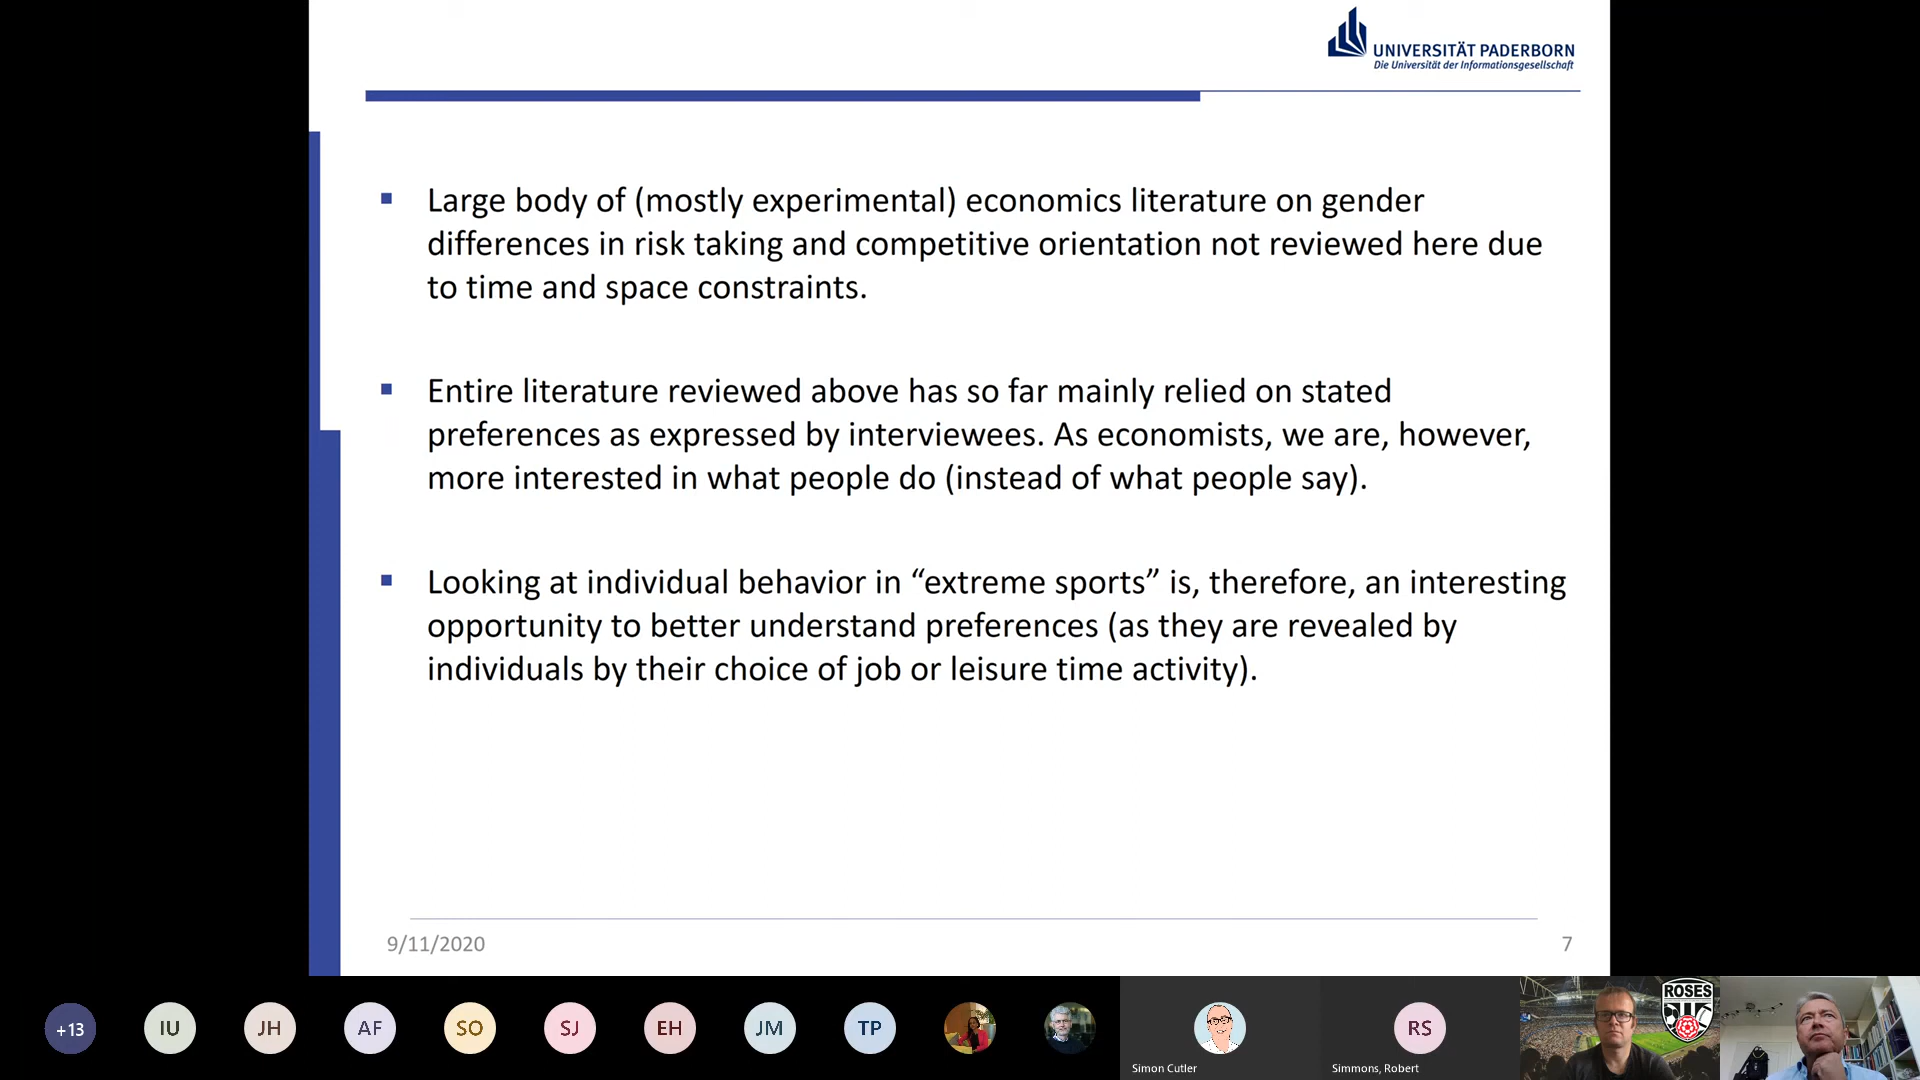 UNIVERSITÄT PADERBORN
Die Universität der Informationsgesellschaft
Large body of (mostly experimental) economics literature on gender
differences in risk taking and competitive orientation not reviewed here due
to time and space constraints.
Entire literature reviewed above has so far mainly relied on stated
preferences as expressed by interviewees. As economists, we are, however,
more interested in what people do (instead of what people say).
Looking at individual behavior in “extreme sports” is, therefore, an interesting
opportunity to better understand preferences (as they are revealed by
individuals by their choice of job or leisure time activity).
9/11/2020
7
+13
IU
JH
AF
SO
SJ
EH
JM
TP
Simon Cutler
RS
Simmons, Robert
ROSES